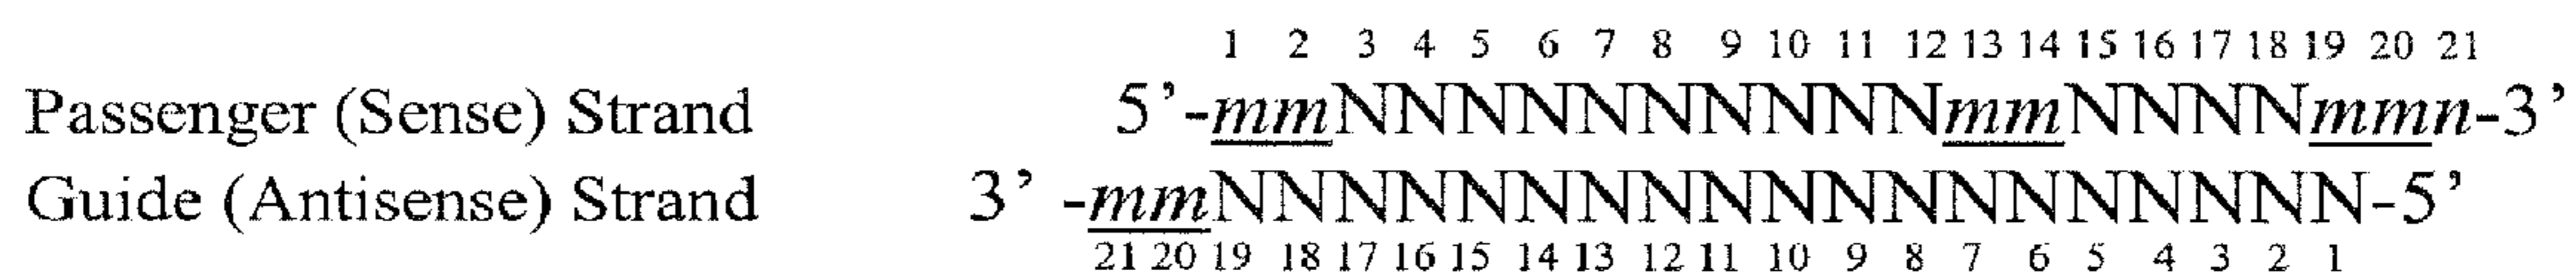 1 2 3 4 5 6 7 8 9 10 11 12 13 14 15 16 17 18 19 20 21
Passenger (Sense) Strand 5’-mmNNNNNNNNNNmmNNNNmmn-3’
Guide (Antisense) Strand 3’ -mmNNNNNNNNNNNNNNNNNNN-5’
21 20 19 18 17 16 15 14 13 12 11 10 9 8 7 6 5 4 3 2 1